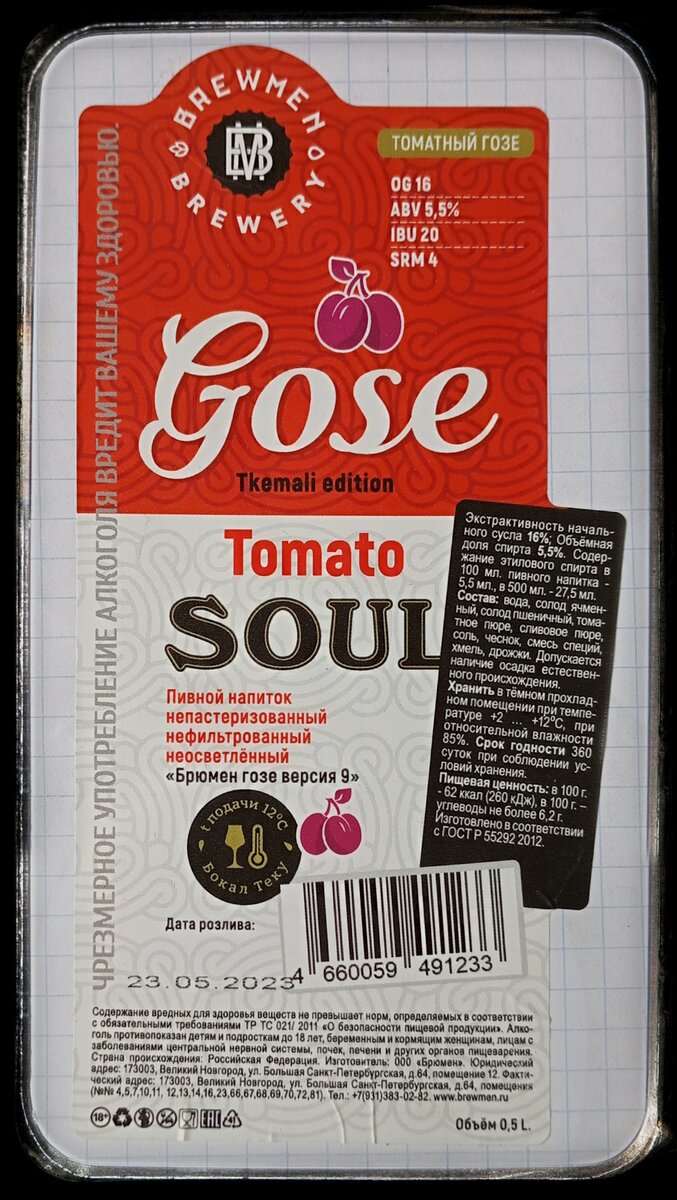 BREWMEN
BREWERY
ТОМАТНЫЙ ГОЗЕ
OG 16
ABV 5,5%
IBU 20
SRM 4
Gose
Tkemali edition
Tomato
SOUL
Пивной напиток
непастеризованный
нефильтрованный
неосветлённый
«Брюмен гозе версия 9»
t подачи 12°C
Бокал Теку
Дата розлива:
23.05.2023
4 660059 491233
Экстрактивность началь-
ного сусла 16%; Объёмная
доля спирта 5,5%. Содер-
жание этилового спирта в
100 мл. пивного напитка -
5,5 мл., в 500 мл. - 27,5 мл.
Состав: вода, солод ячмен-
ный, солод пшеничный, тома-
тное пюре, сливовое пюре,
соль, чеснок, смесь специй,
хмель, дрожжи. Допускается
наличие осадка естествен-
ного происхождения.
Хранить в тёмном прохлад-
ном помещении при темпе-
ратуре +2 ... +12°C, при
относительной влажности
85%. Срок годности 360
суток при соблюдении ус-
ловий хранения.
Пищевая ценность: в 100 г.
- 62 ккал (260 кДж), в 100 г. –
углеводы не более 6,2 г.
Изготовлено в соответствии
с ГОСТ Р 55292 2012.
ЧРЕЗМЕРНОЕ УПОТРЕБЛЕНИЕ АЛКОГОЛЯ ВРЕДИТ ВАШЕМУ ЗДОРОВЬЮ.
Содержание вредных для здоровья веществ не превышает норм, определяемых в соответствии
с обязательными требованиями ТР ТС 021/ 2011 «О безопасности пищевой продукции». Алко-
голь противопоказан детям и подросткам до 18 лет, беременным и кормящим женщинам, лицам с
заболеваниями центральной нервной системы, почек, печени и других органов пищеварения.
Страна происхождения: Российская Федерация. Изготовитель: ООО «Брюмен». Юридический
адрес: 173003, Великий Новгород, ул. Большая Санкт-Петербургская, д.64, помещение 12. Факти-
ческий адрес: 173003, Великий Новгород, ул. Большая Санкт-Петербургская, д.64, помещения
(№№ 4,5,7,10,11, 12,13,14,16,23,66,67,68,69,70,72,81). Тел.: +7(931)383-02-82. www.brewmen.ru
18+
EAC
Объём 0,5 L.